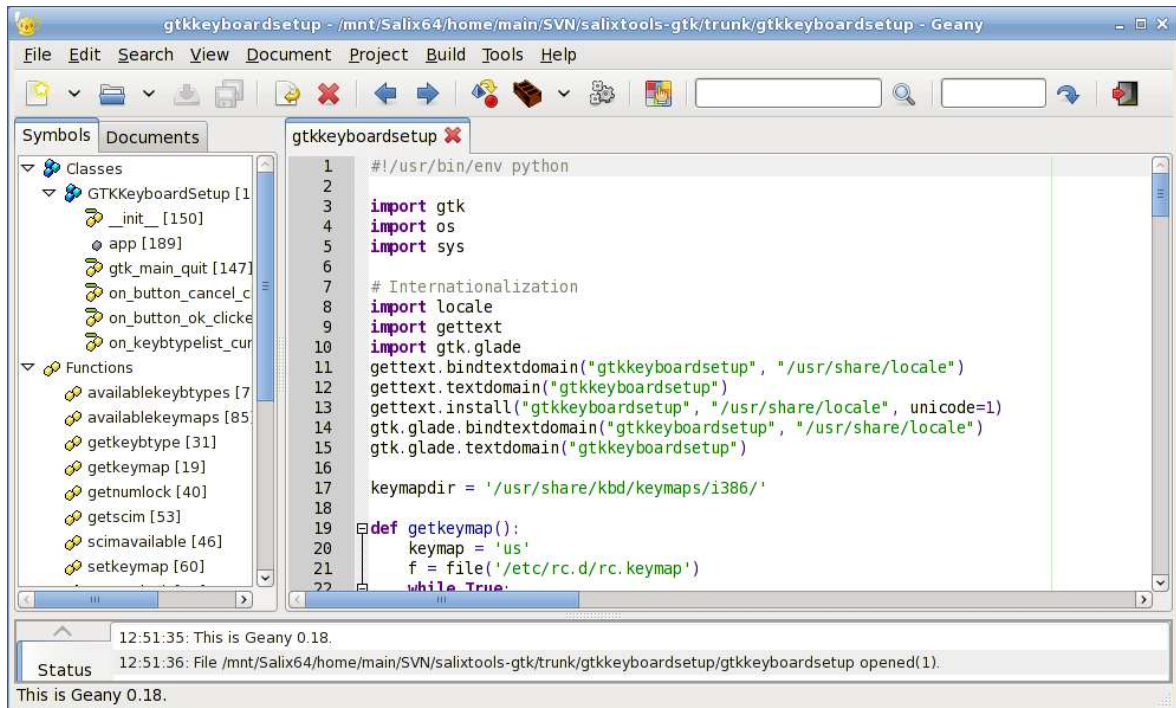 gtkkeyboardsetup - /mnt/Salix64/home/main/SVN/salixtools-gtk/trunk/gtkkeyboardsetup - Geany
File Edit Search View Document Project Build Tools Help
Symbols Documents
Classes
GTKKeyboardSetup [1
__init__ [150]
app [189]
gtk_main_quit [147]
on_button_cancel_c
on_button_ok_clicke
on_keybtypelist_cur
Functions
availablekeybtypes [7
availablekeymaps [85
getkeybtype [31]
getkeymap [19]
getnumlock [40]
getscim [53]
scimavailable [46]
setkeymap [60]
gtkkeyboardsetup
1 #!/usr/bin/env python
2
3 import gtk
4 import os
5 import sys
6
7 # Internationalization
8 import locale
9 import gettext
10 import gtk.glade
11 gettext.bindtextdomain("gtkkeyboardsetup", "/usr/share/locale")
12 gettext.textdomain("gtkkeyboardsetup")
13 gettext.install("gtkkeyboardsetup", "/usr/share/locale", unicode=1)
14 gtk.glade.bindtextdomain("gtkkeyboardsetup", "/usr/share/locale")
15 gtk.glade.textdomain("gtkkeyboardsetup")
16
17 keymapdir = '/usr/share/kbd/keymaps/i386/'
18
19 def getkeymap():
20 keymap = 'us'
21 f = file('/etc/rc.d/rc.keymap')
22 while True:
Status
12:51:35: This is Geany 0.18.
12:51:36: File /mnt/Salix64/home/main/SVN/salixtools-gtk/trunk/gtkkeyboardsetup/gtkkeyboardsetup opened(1).
This is Geany 0.18.